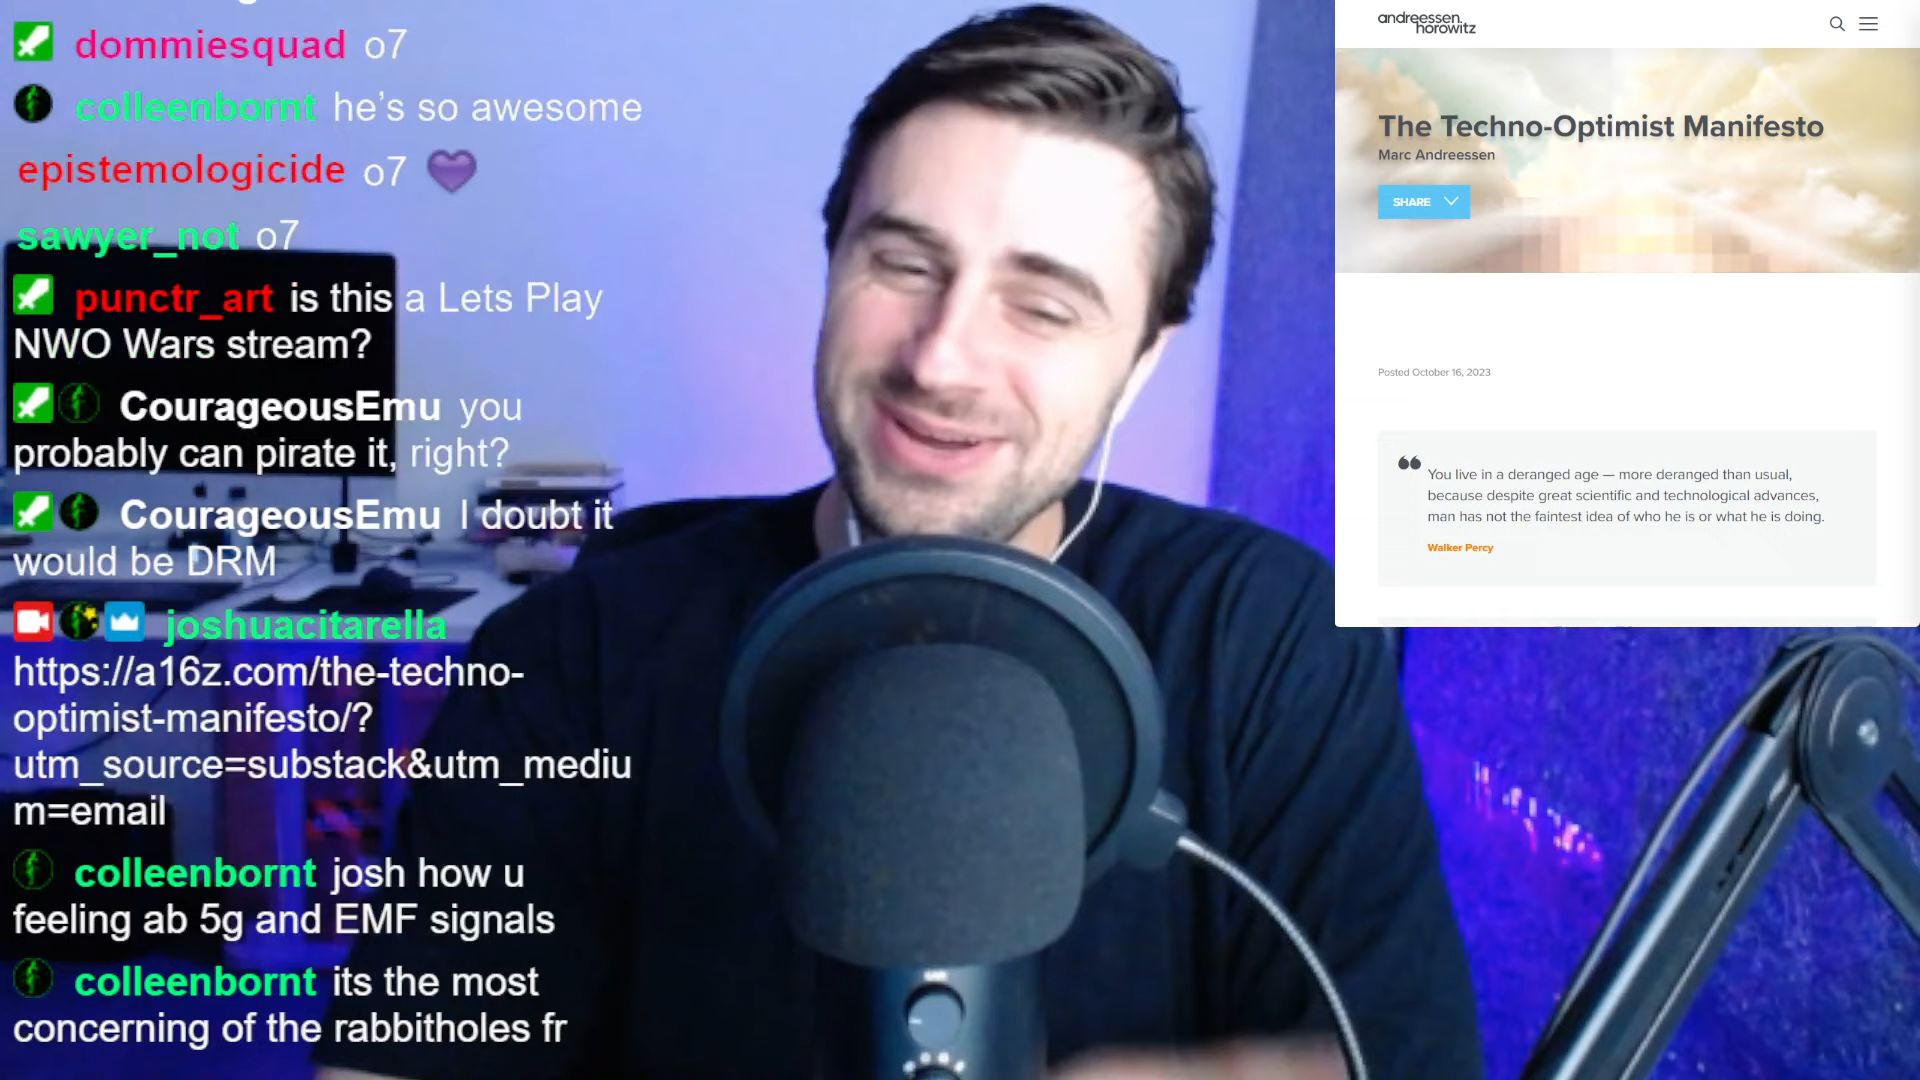 dommiesquad o7
colleenbornt he’s so awesome
epistemologicide o7
sawyer_not o7
punctr_art is this a Lets Play
NWO Wars stream?
CourageousEmu you
probably can pirate it, right?
CourageousEmu I doubt it
would be DRM
joshuacitarella
https://a16z.com/the-techno-
optimist-manifesto/?
utm_source=substack&utm_mediu
m=email
colleenbornt josh how u
feeling ab 5g and EMF signals
colleenbornt its the most
concerning of the rabbitholes fr
andreessen.
horowitz
The Techno-Optimist Manifesto
Marc Andreessen
SHARE
Posted October 16, 2023
“ You live in a deranged age — more deranged than usual,
because despite great scientific and technological advances,
man has not the faintest idea of who he is or what he is doing.
Walker Percy